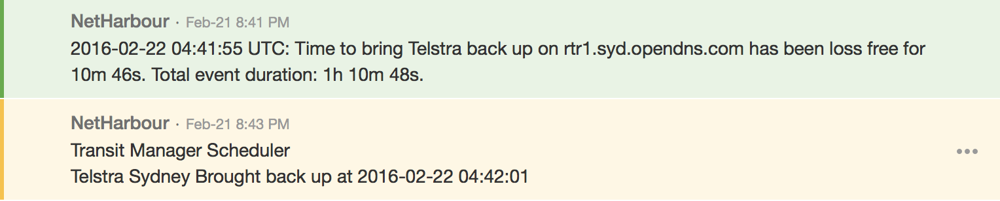 NetHarbour · Feb-21 8:41 PM
2016-02-22 04:41:55 UTC: Time to bring Telstra back up on rtr1.syd.opendns.com has been loss free for
10m 46s. Total event duration: 1h 10m 48s.
NetHarbour · Feb-21 8:43 PM
Transit Manager Scheduler
Telstra Sydney Brought back up at 2016-02-22 04:42:01